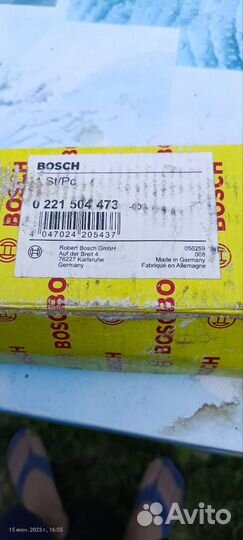 BOSCH
1 St/Pc
0 221 504 473
4 047024 205437
Robert Bosch GmbH
Auf der Breit 4
76227 Karlsruhe
Germany
050259
008
Made in Germany
Fabriqué en Allemagne
BOSCH
BOSCH
BOSCH
BO
15 июн. 2023 г., 16:05
Avito